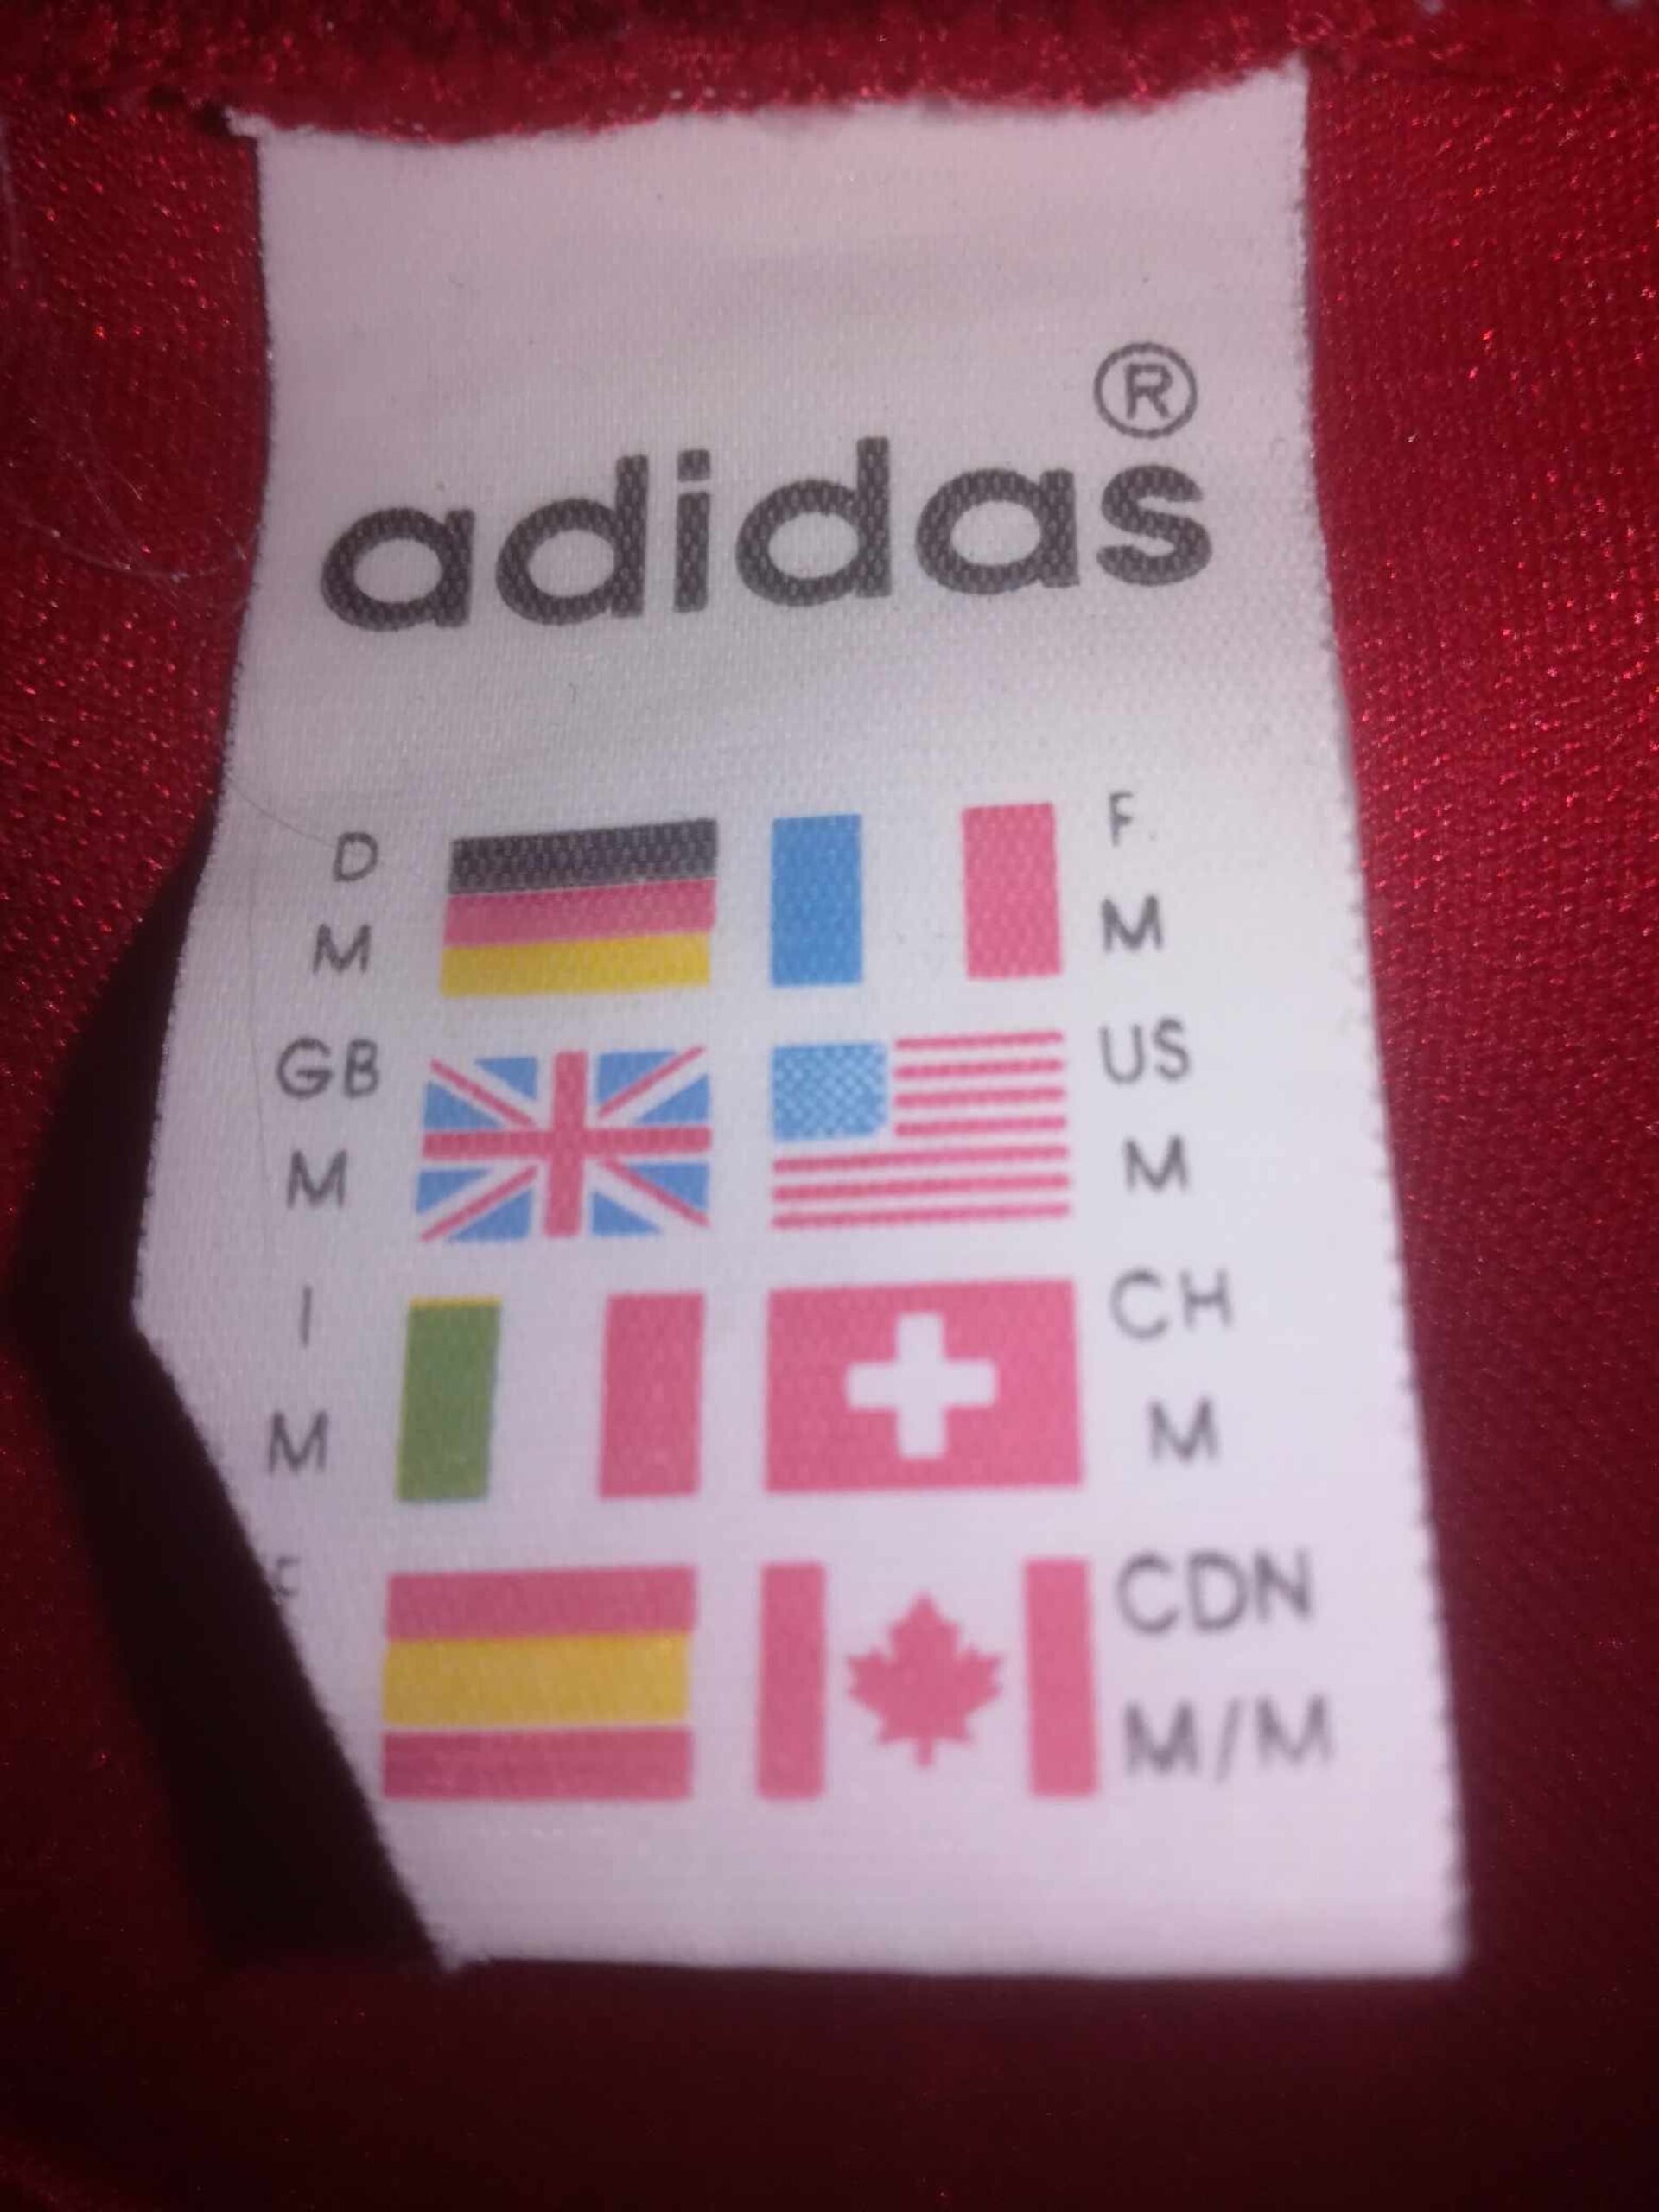 adidas ®
D F.
M M
GB US
M M
I CH
M M
CDN
M/M